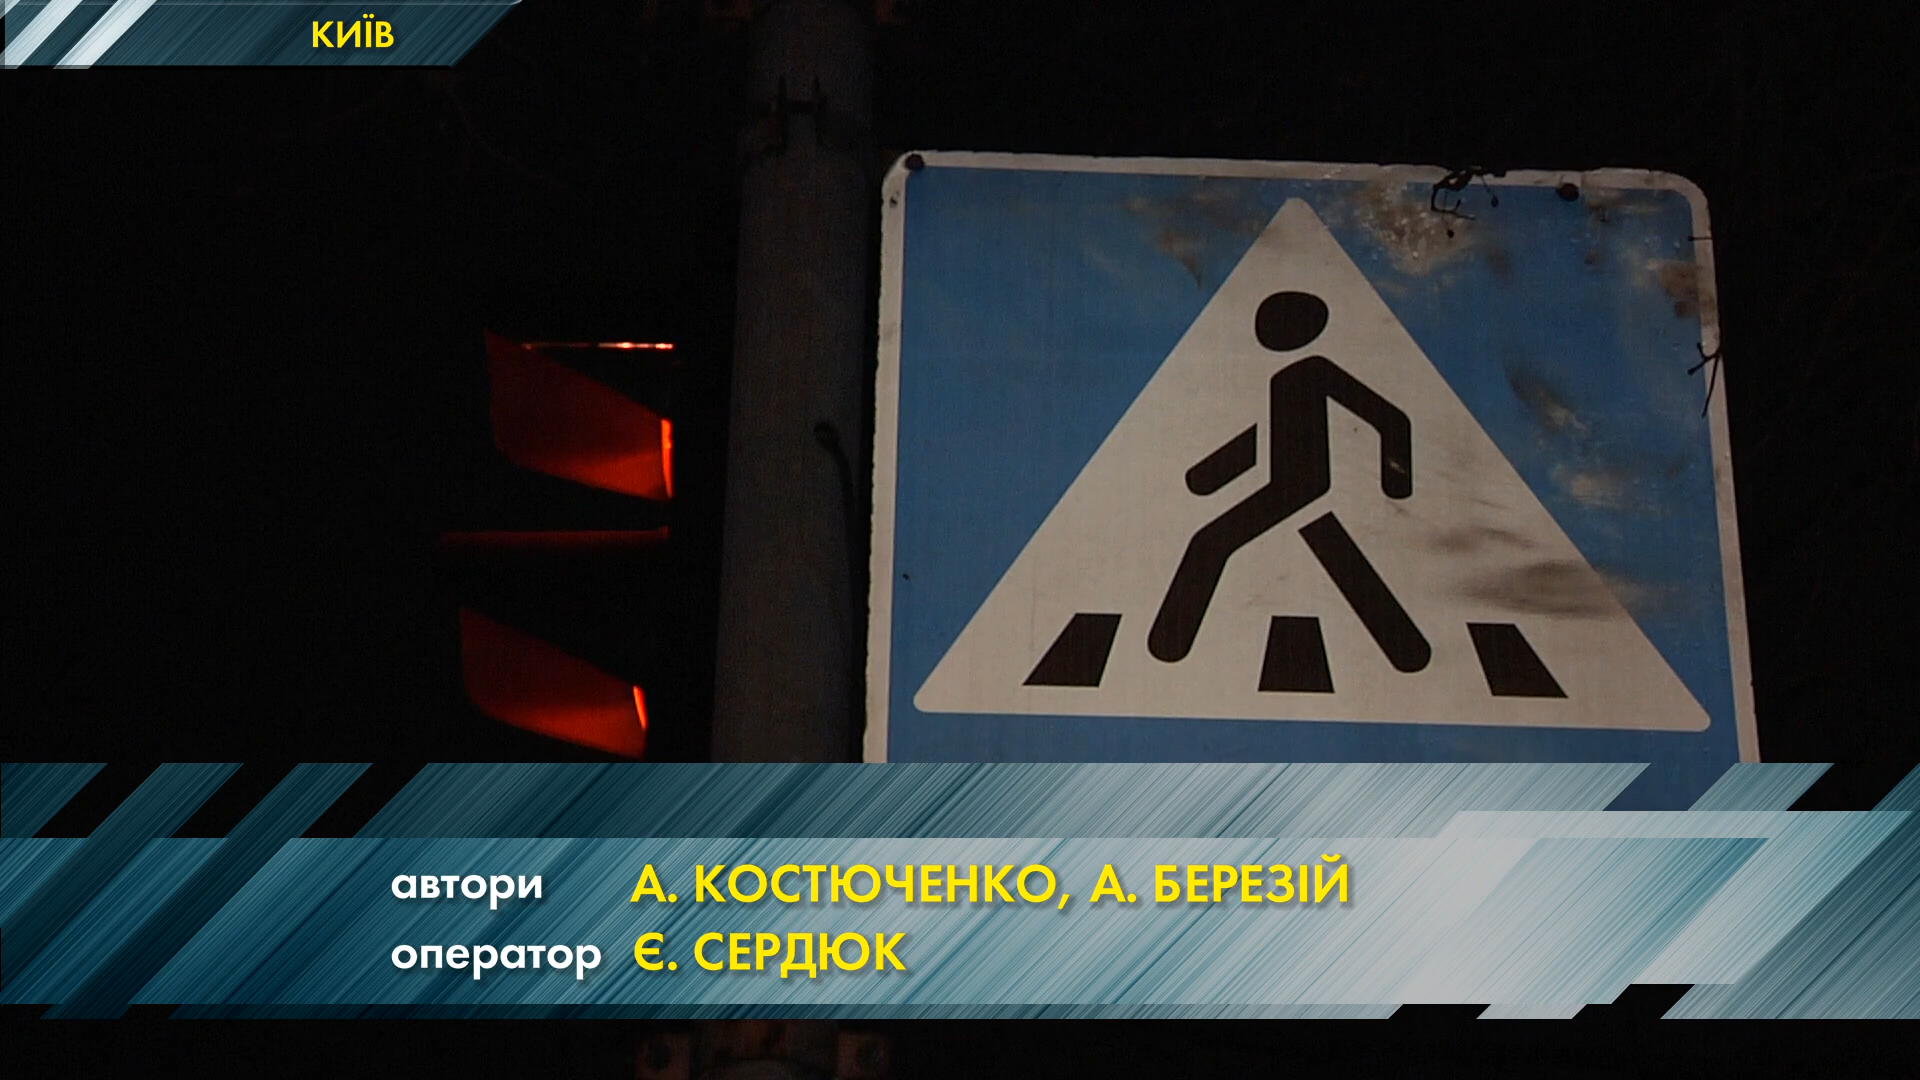 КИЇВ
автори А. КОСТЮЧЕНКО, А. БЕРЕЗІЙ
оператор Є. СЕРДЮК